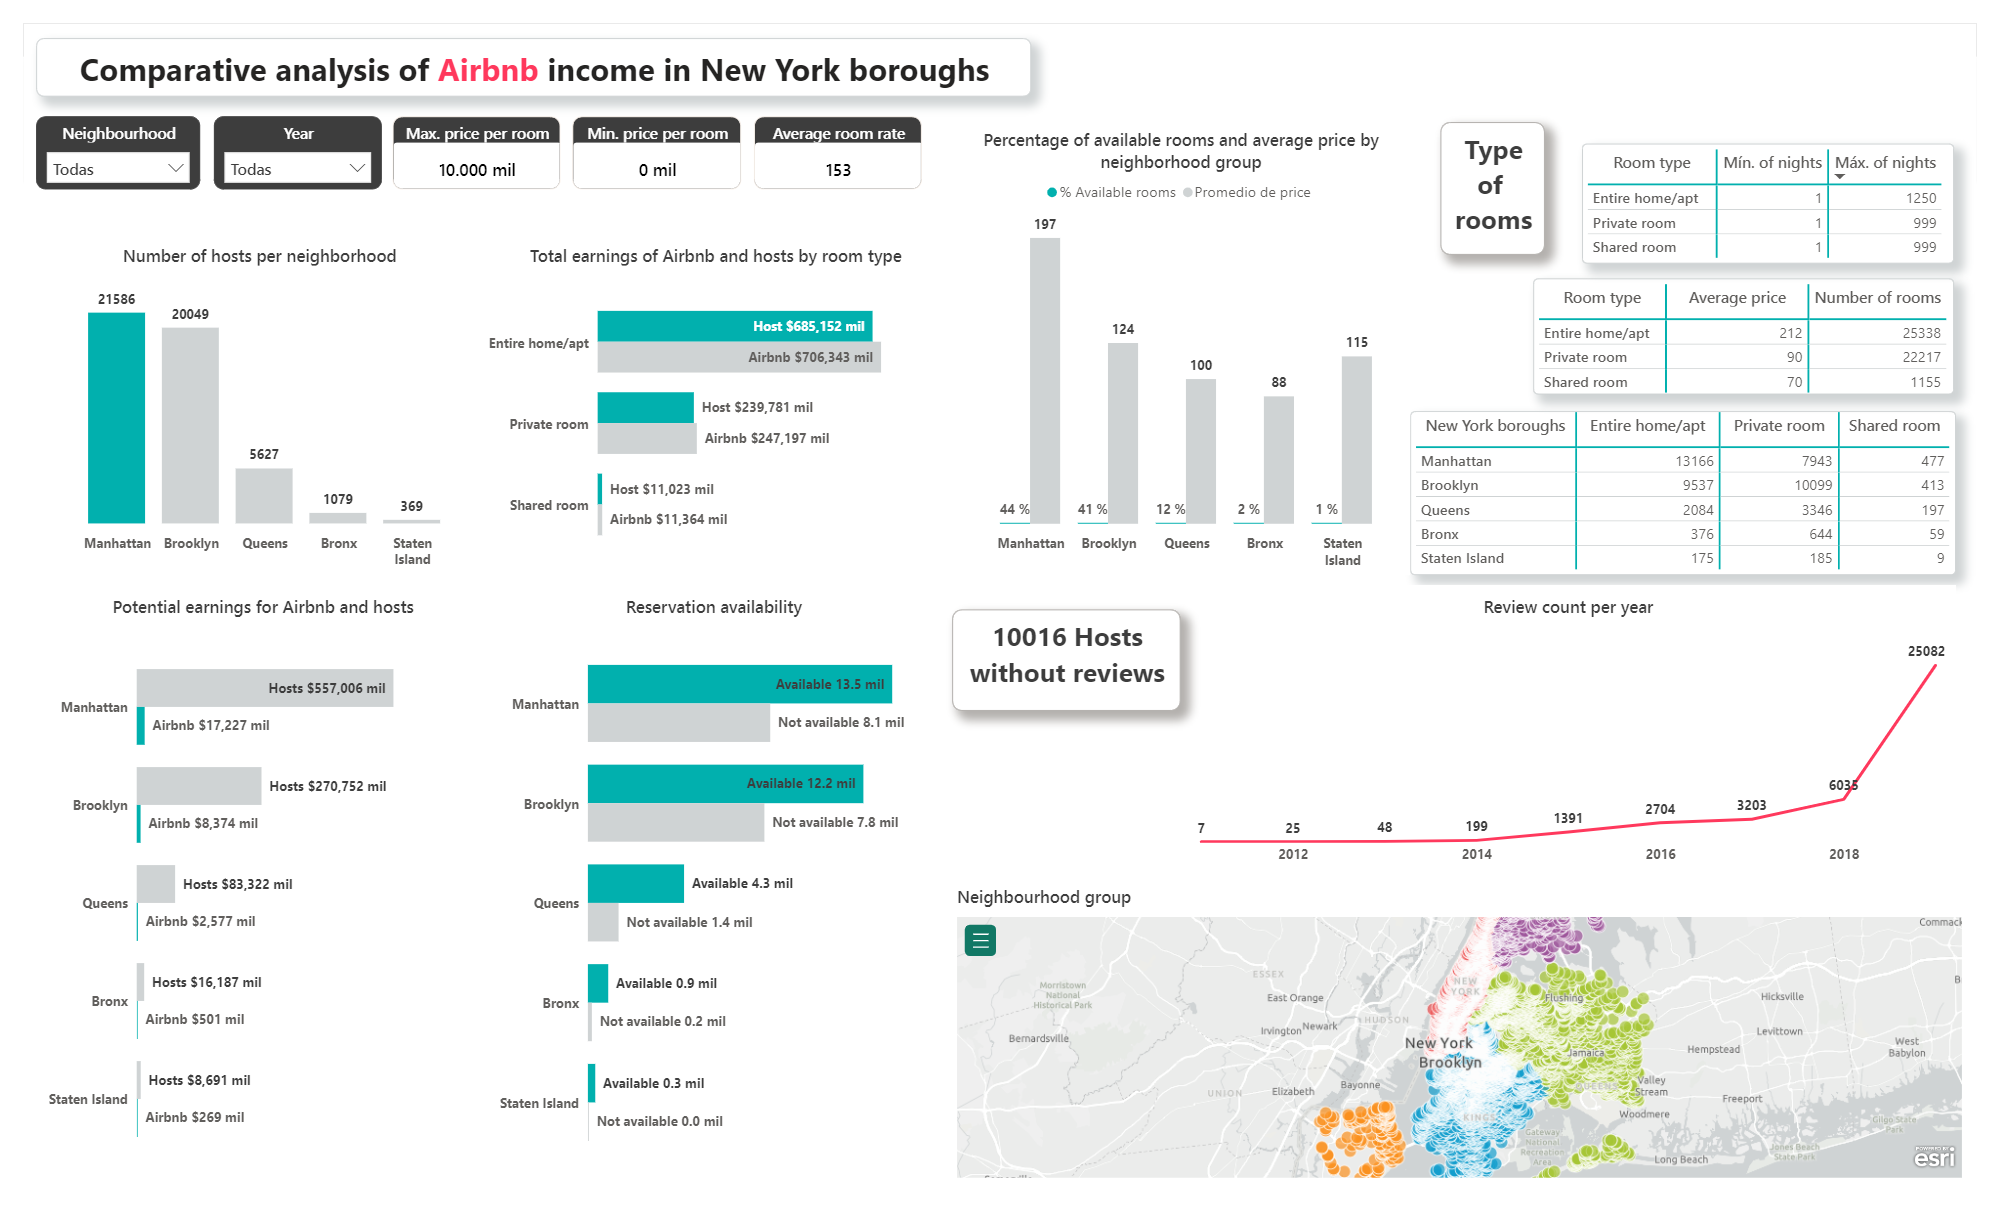 Comparative analysis of Airbnb income in New York boroughs
Neighbourhood
Todas
Year
Todas
Max. price per room
10.000 mil
Min. price per room
0 mil
Average room rate
153
Number of hosts per neighborhood
21586
20049
5627
1079
369
Manhattan
Brooklyn
Queens
Bronx
Staten
Island
Total earnings of Airbnb and hosts by room type
Entire home/apt
Host $685,152 mil
Airbnb $706,343 mil
Private room
Host $239,781 mil
Airbnb $247,197 mil
Shared room
Host $11,023 mil
Airbnb $11,364 mil
Percentage of available rooms and average price by
neighborhood group
% Available rooms
Promedio de price
197
124
100
88
115
44 %
41 %
12 %
2 %
1 %
Manhattan
Brooklyn
Queens
Bronx
Staten
Island
Type
of
rooms
Room type Mín. of nights Máx. of nights
Entire home/apt 1 1250
Private room 1 999
Shared room 1 999
Room type Average price Number of rooms
Entire home/apt 212 25338
Private room 90 22217
Shared room 70 1155
New York boroughs Entire home/apt Private room Shared room
Manhattan 13166 7943 477
Brooklyn 9537 10099 413
Queens 2084 3346 197
Bronx 376 644 59
Staten Island 175 185 9
Potential earnings for Airbnb and hosts
Manhattan
Hosts $557,006 mil
Airbnb $17,227 mil
Brooklyn
Hosts $270,752 mil
Airbnb $8,374 mil
Queens
Hosts $83,322 mil
Airbnb $2,577 mil
Bronx
Hosts $16,187 mil
Airbnb $501 mil
Staten Island
Hosts $8,691 mil
Airbnb $269 mil
Reservation availability
Manhattan
Available 13.5 mil
Not available 8.1 mil
Brooklyn
Available 12.2 mil
Not available 7.8 mil
Queens
Available 4.3 mil
Not available 1.4 mil
Bronx
Available 0.9 mil
Not available 0.2 mil
Staten Island
Available 0.3 mil
Not available 0.0 mil
10016 Hosts
without reviews
Review count per year
7
25
48
199
1391
2704
3203
6035
25082
2012
2014
2016
2018
Neighbourhood group
Commack
Morristown
National
Historical Park
ESSEX
East Orange
NEW
YORK
Flushing
Hicksville
B
Bernardsville
Irvington
Newark
HUDSON
Levittown
New York
Brooklyn
Jamaica
Hempstead
West
Babylon
UNION
Elizabeth
Bayonne
QUEENS
Valley
Stream
Freeport
KINGS
Woodmere
Gilgo State
Park
Gateway
National
Recreation
Area
Long Beach
Jones Beach
State Park
POWERED BY
esri